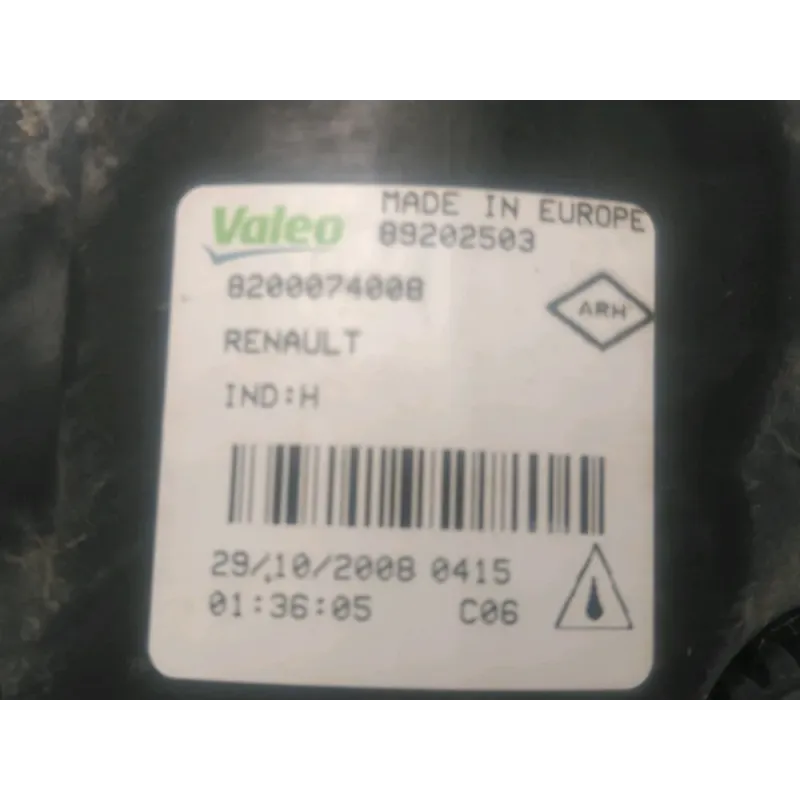 Valeo MADE IN EUROPE
89202503
8200074008
ARH
RENAULT
IND:H
29/10/2008 0415
01:36:05 C06